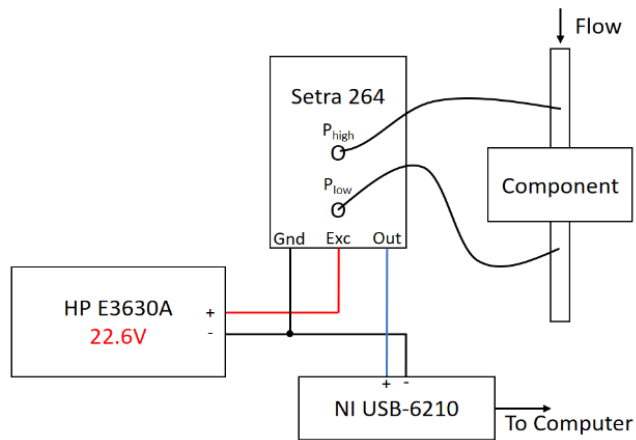 Flow
Setra 264
Phigh
Plow
Component
Gnd Exc Out
HP E3630A
22.6V
+
-
+ -
NI USB-6210
To Computer